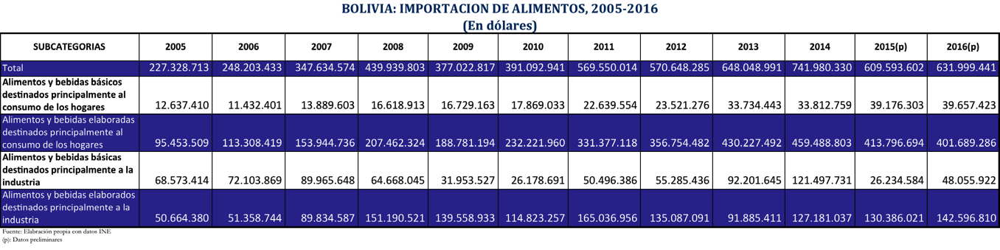 BOLIVIA: IMPORTACION DE ALIMENTOS, 2005-2016
(En dólares)
SUBCATEGORIAS 2005 2006 2007 2008 2009 2010 2011 2012 2013 2014 2015(p) 2016(p)
Total 227.328.713 248.203.433 347.634.574 439.939.803 377.022.817 391.092.941 569.550.014 570.648.285 648.048.991 741.980.330 609.593.602 631.999.441
Alimentos y bebidas básicos
destinados principalmente al
consumo de los hogares 12.637.410 11.432.401 13.889.603 16.618.913 16.729.163 17.869.033 22.639.554 23.521.276 33.734.443 33.812.759 39.176.303 39.657.423
Alimentos y bebidas elaboradas
destinados principalmente al
consumo de los hogares 95.453.509 113.308.419 153.944.736 207.462.324 188.781.194 232.221.960 331.377.118 356.754.482 430.227.492 459.488.803 413.796.694 401.689.286
Alimentos y bebidas básicas
destinados principalmente a la
industria 68.573.414 72.103.869 89.965.648 64.668.045 31.953.527 26.178.691 50.496.386 55.285.436 92.201.645 121.497.731 26.234.584 48.055.922
Alimentos y bebidas elaborados
destinados principalmente a la
industria 50.664.380 51.358.744 89.834.587 151.190.521 139.558.933 114.823.257 165.036.956 135.087.091 91.885.411 127.181.037 130.386.021 142.596.810
Fuente: Elabración propia con datos INE
(p): Datos preliminares